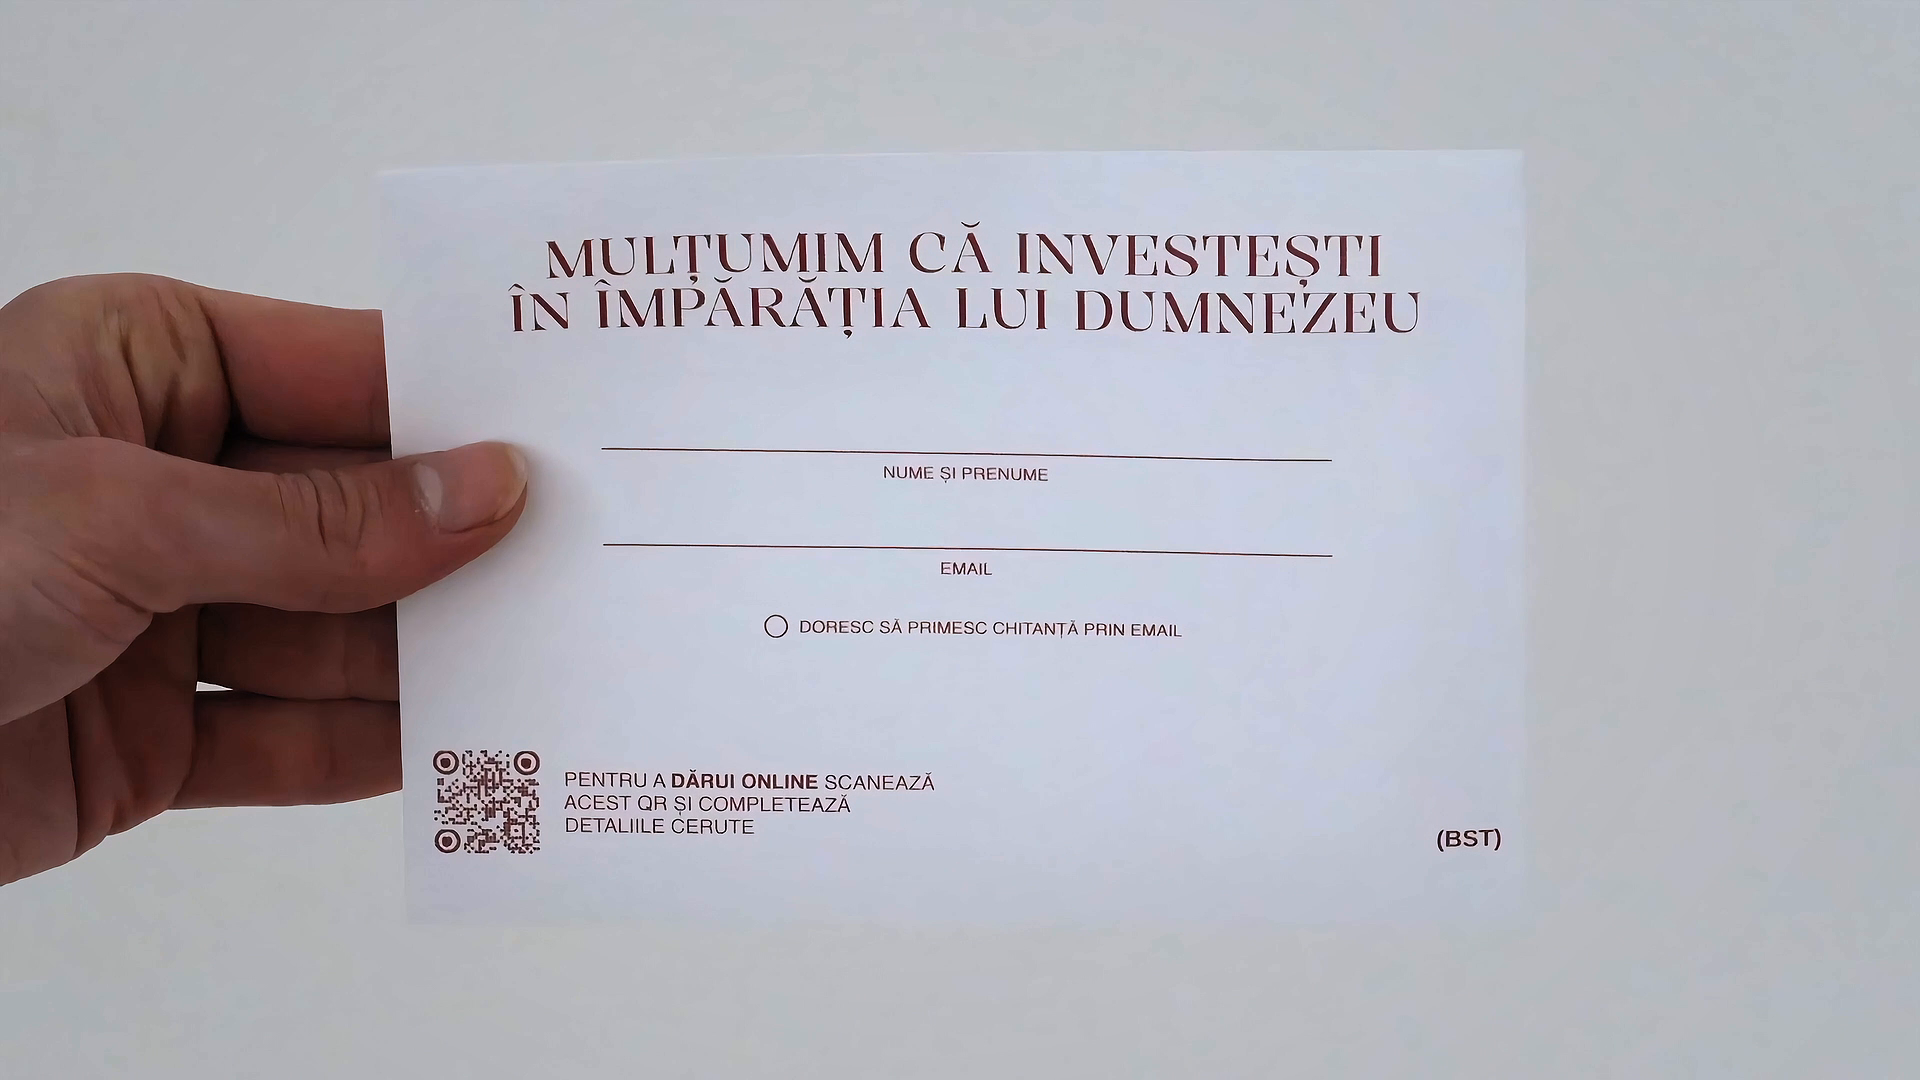 MULȚUMIM CĂ INVESTEȘTI
ÎN ÎMPĂRĂȚIA LUI DUMNEZEU
NUME ȘI PRENUME
EMAIL
DORESC SĂ PRIMESC CHITANȚĂ PRIN EMAIL
PENTRU A DĂRUI ONLINE SCANEAZĂ
ACEST QR ȘI COMPLETEAZĂ
DETALIILE CERUTE
(BST)